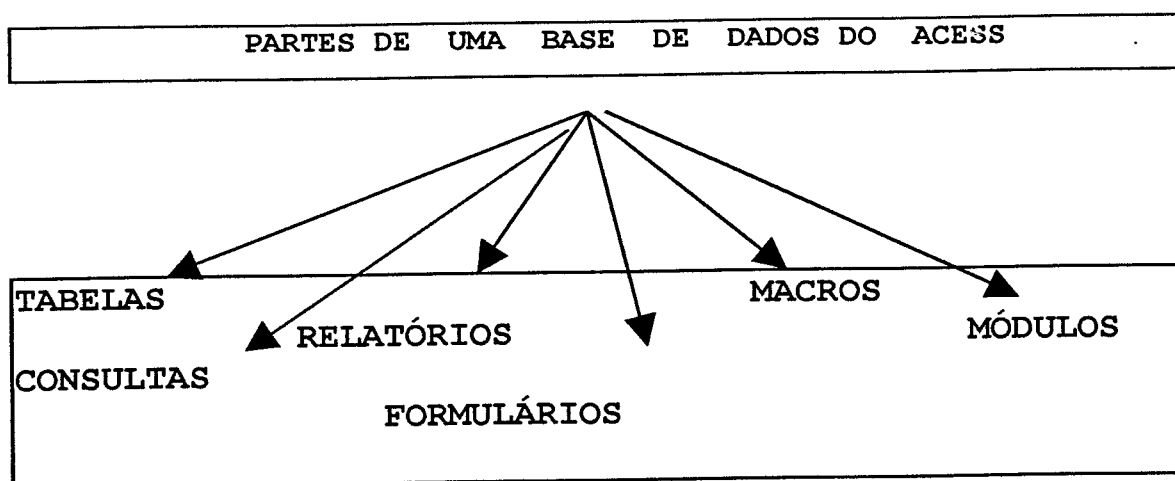 PARTES DE UMA BASE DE DADOS DO ACESS
TABELAS
MACROS
RELATÓRIOS
MÓDULOS
CONSULTAS
FORMULÁRIOS